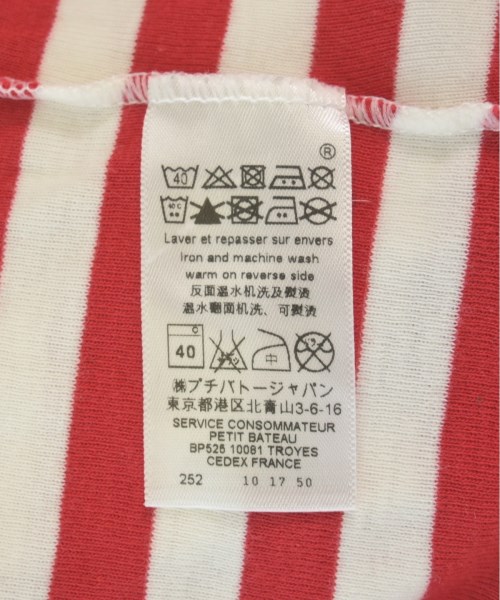 ®
40
40°C
Laver et repasser sur envers
Iron and machine wash
warm on reverse side
反面温水机洗及熨烫
温水翻面机洗、可熨烫
40 中
㈱プチバトージャパン
東京都港区北青山3-6-16
SERVICE CONSOMMATEUR
PETIT BATEAU
BP525 10081 TROYES
CEDEX FRANCE
252 10 17 50